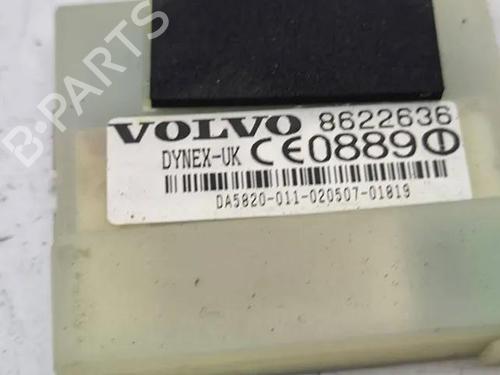 VOLVO 8622636
DYNEX-UK CE0889
DA5820-011-020507-01819
B-PARTS